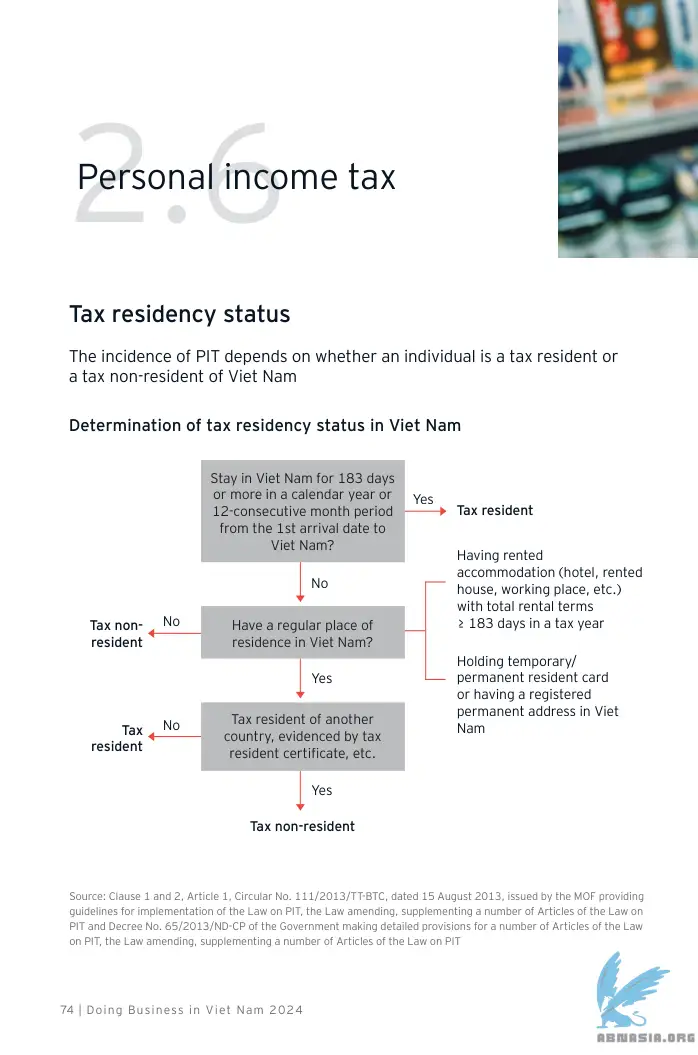 2.6
Personal income tax
Tax residency status
The incidence of PIT depends on whether an individual is a tax resident or
a tax non-resident of Viet Nam
Determination of tax residency status in Viet Nam
Stay in Viet Nam for 183 days
or more in a calendar year or
12-consecutive month period
from the 1st arrival date to
Viet Nam?
Yes
Tax resident
No
Have a regular place of
residence in Viet Nam?
No
Tax non-
resident
Having rented
accommodation (hotel, rented
house, working place, etc.)
with total rental terms
≥ 183 days in a tax year
Holding temporary/
permanent resident card
or having a registered
permanent address in Viet
Nam
Yes
Tax resident of another
country, evidenced by tax
resident certificate, etc.
No
Tax
resident
Yes
Tax non-resident
Source: Clause 1 and 2, Article 1, Circular No. 111/2013/TT-BTC, dated 15 August 2013, issued by the MOF providing
guidelines for implementation of the Law on PIT, the Law amending, supplementing a number of Articles of the Law on
PIT and Decree No. 65/2013/ND-CP of the Government making detailed provisions for a number of Articles of the Law
on PIT, the Law amending, supplementing a number of Articles of the Law on PIT
74 | Doing Business in Viet Nam 2024
ABNASIA.ORG